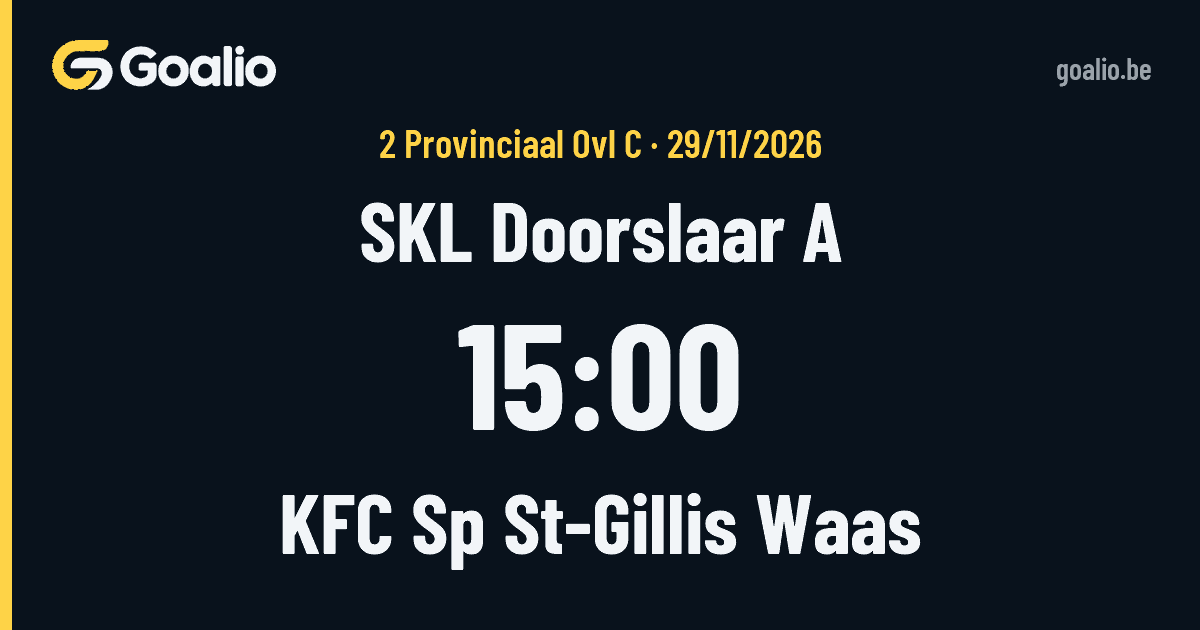 Goalio
goalio.be
2 Provinciaal Ovl C · 29/11/2026
SKL Doorslaar A
15:00
KFC Sp St-Gillis Waas